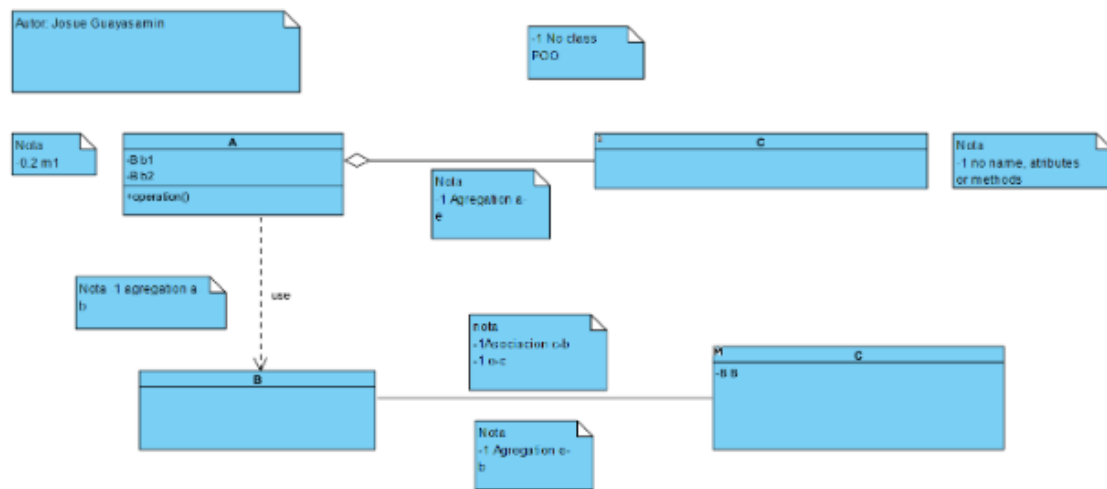 Autor: Josue Guayasamin
-1 No class
POO
Nota
-0.2 m1
A
-B b1
-B b2
+operation()
C
Nota
-1 no name, atributes
or methods
Nota
-1 Agregation a-
e
Nota 1 agregation a
b
use
nota
-1Asociacion c-b
-1 e-c
B
M
C
-B B
Nota
-1 Agregation e-
b